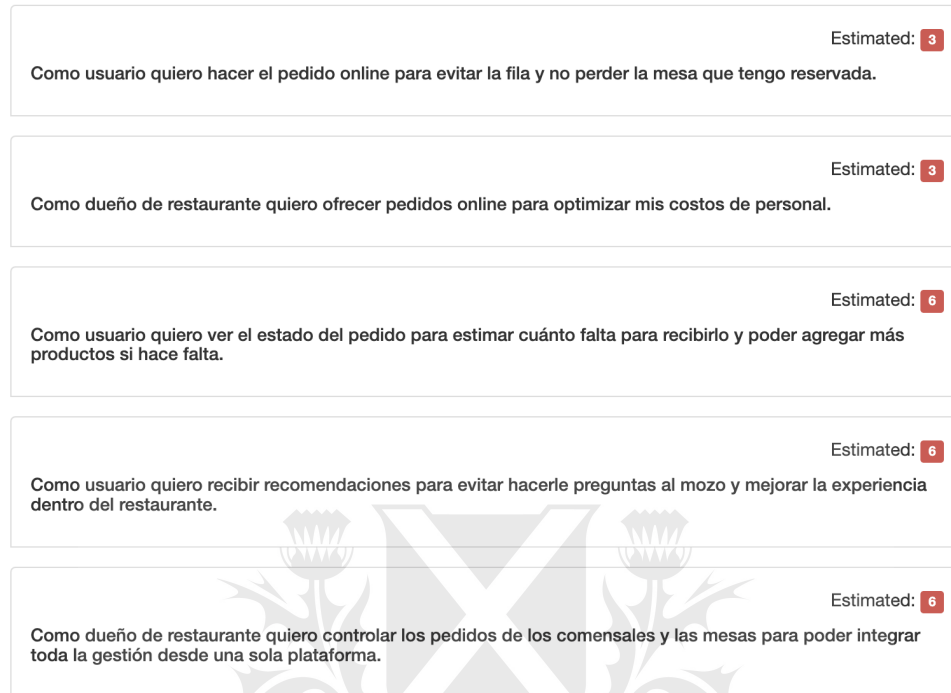 Estimated: 3
Como usuario quiero hacer el pedido online para evitar la fila y no perder la mesa que tengo reservada.
Estimated: 3
Como dueño de restaurante quiero ofrecer pedidos online para optimizar mis costos de personal.
Estimated: 6
Como usuario quiero ver el estado del pedido para estimar cuánto falta para recibirlo y poder agregar más
productos si hace falta.
Estimated: 6
Como usuario quiero recibir recomendaciones para evitar hacerle preguntas al mozo y mejorar la experiencia
dentro del restaurante.
Estimated: 6
Como dueño de restaurante quiero controlar los pedidos de los comensales y las mesas para poder integrar
toda la gestión desde una sola plataforma.